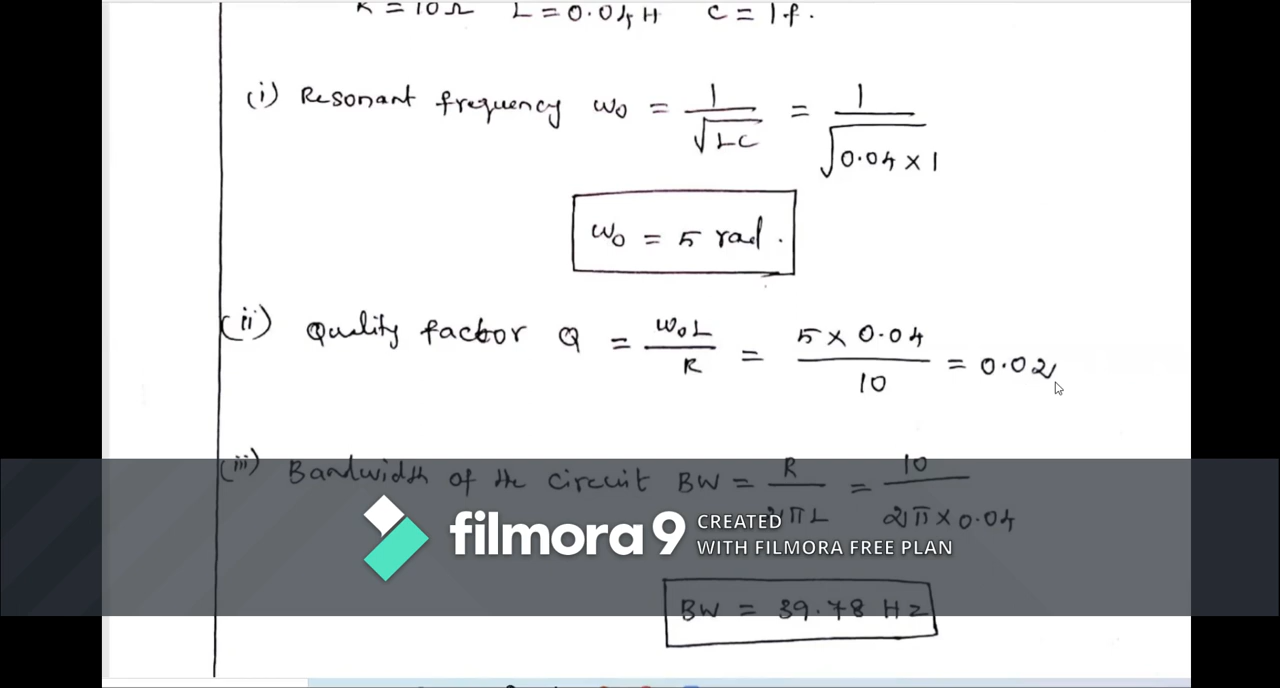 R = 10 Ω L = 0.04 H C = 1 f.
(i) Resonant frequency ω0 = 1/√LC = 1/√0.04 × 1
ω0 = 5 rad.
(ii) Quality factor Q = ω0L/R = 5 × 0.04/10 = 0.02
(iii) Bandwidth of the circuit BW = R/2πL = 10/2π × 0.04
filmora9 CREATED
WITH FILMORA FREE PLAN
BW = 39.78 Hz